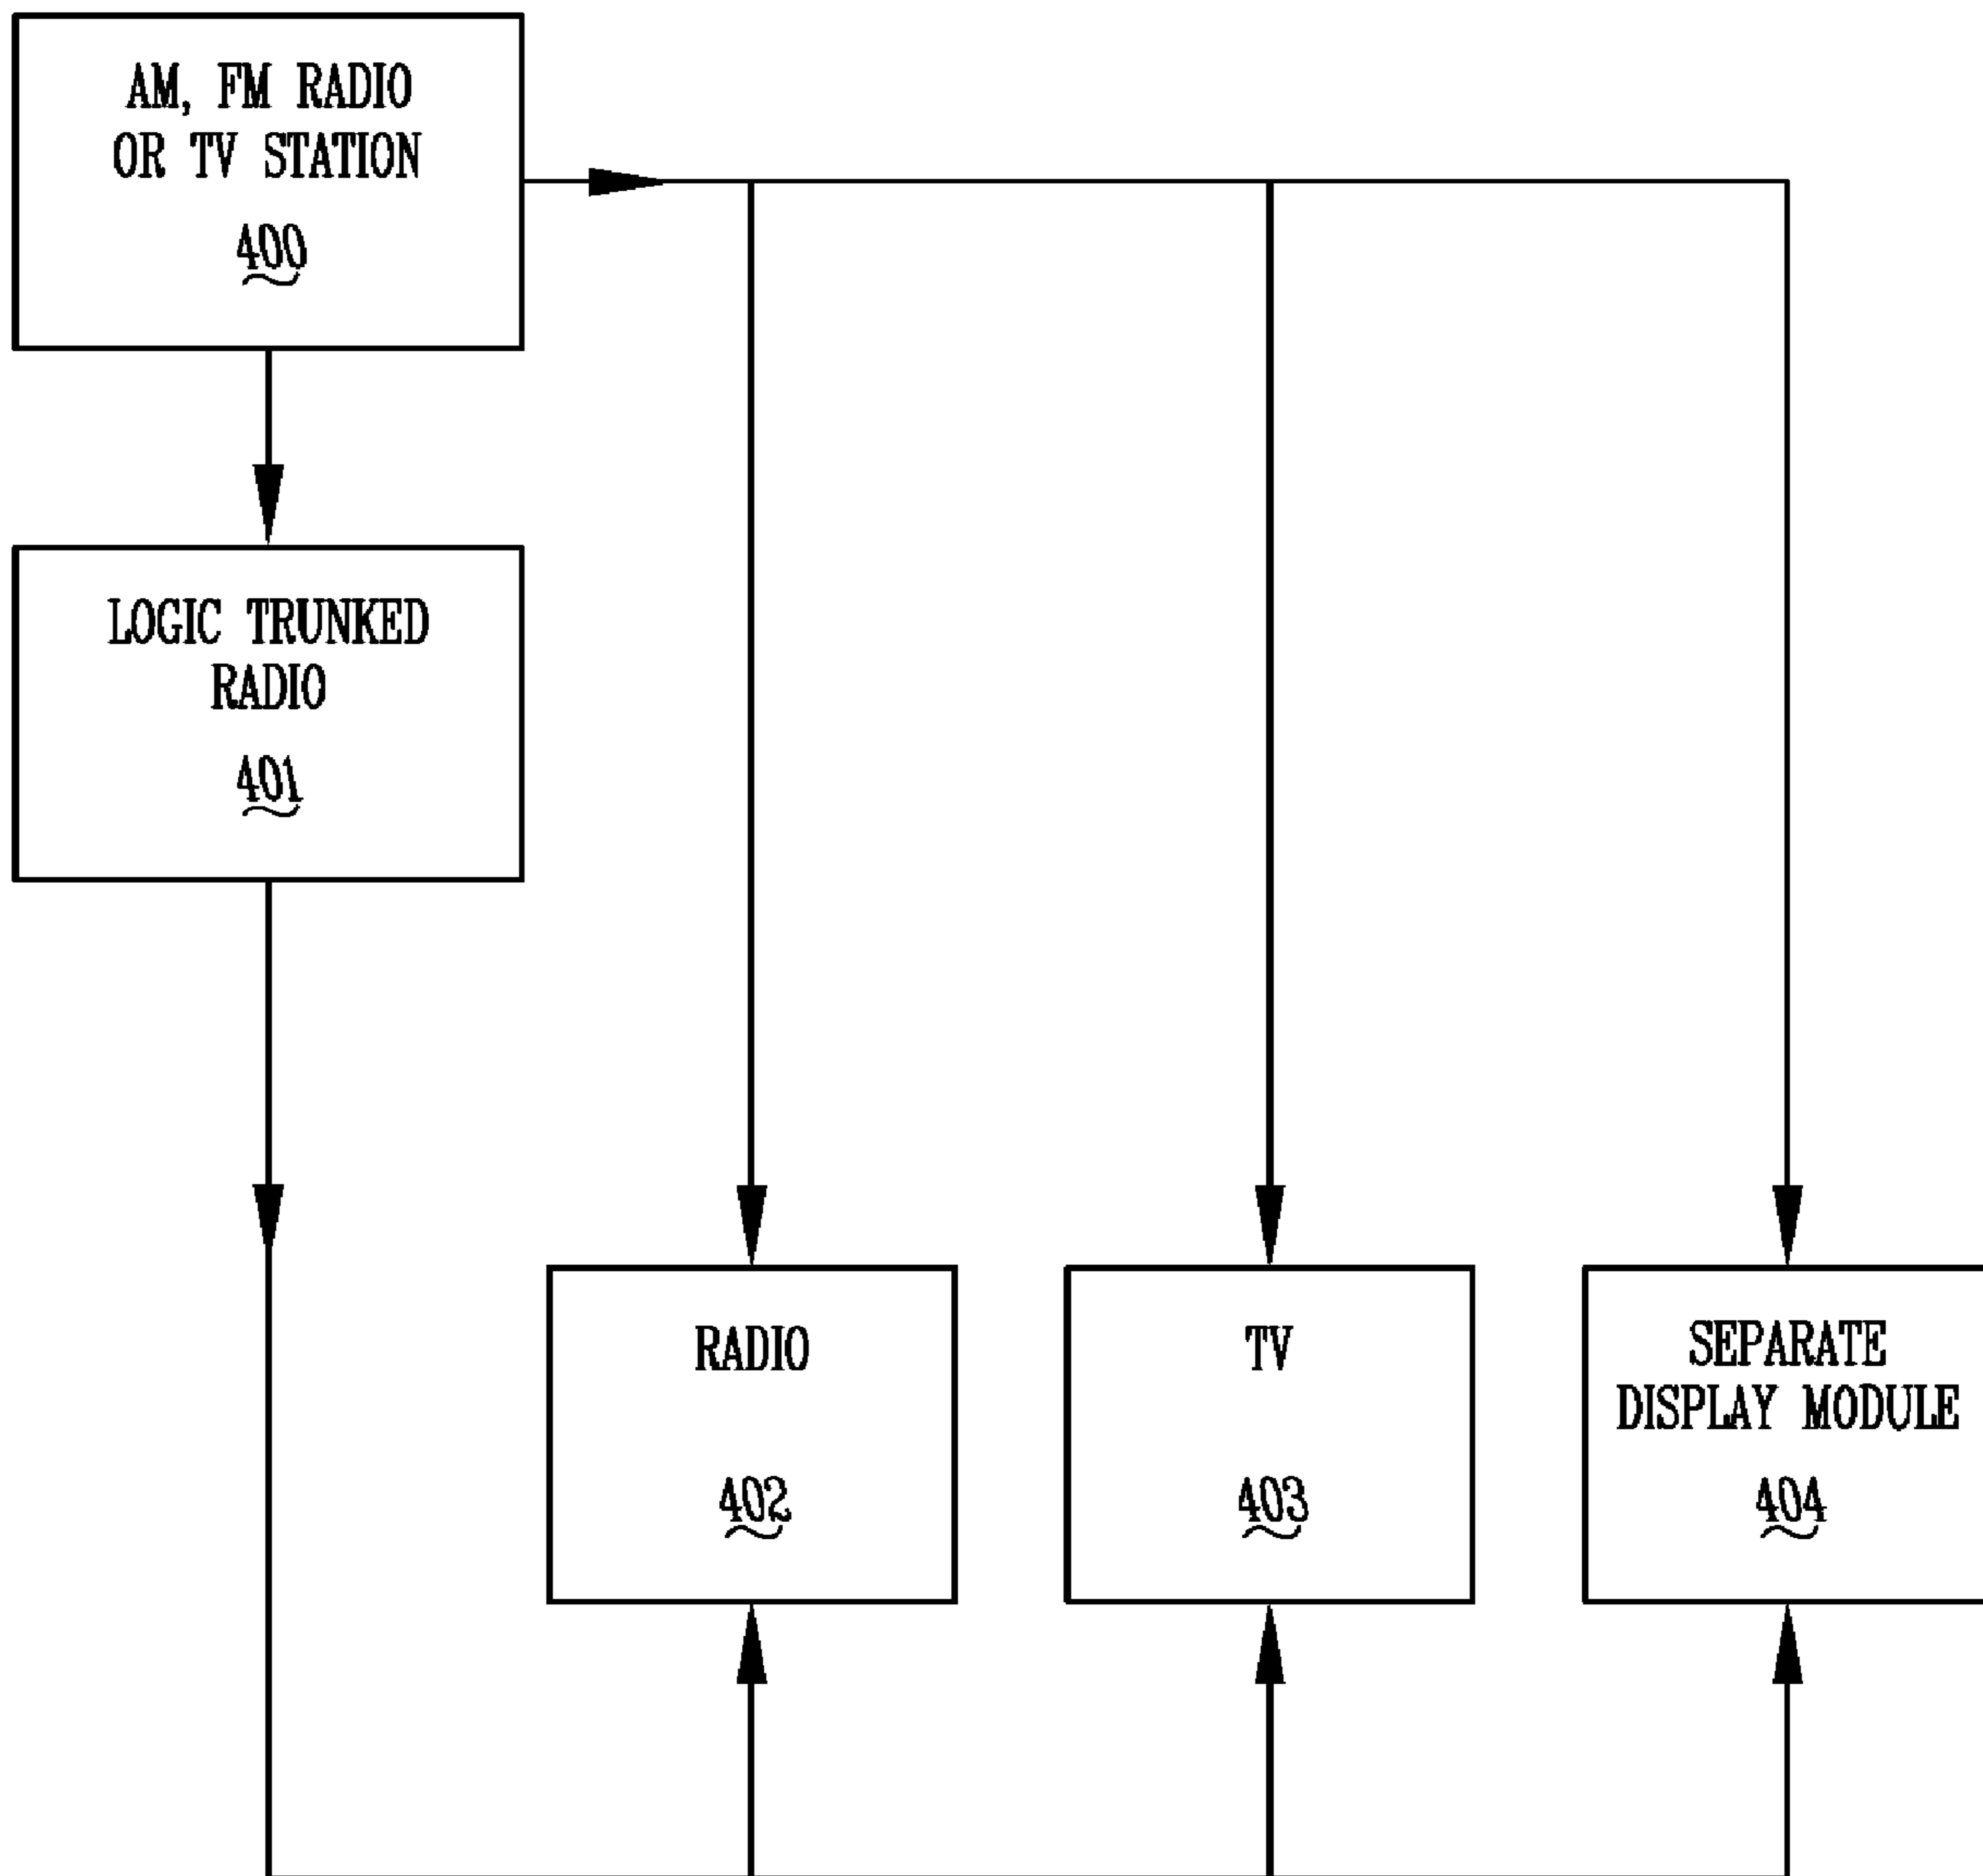 AM, FM RADIO
OR TV STATION
400
LOGIC TRUNKED
RADIO
401
RADIO
402
TV
403
SEPARATE
DISPLAY MODULE
404